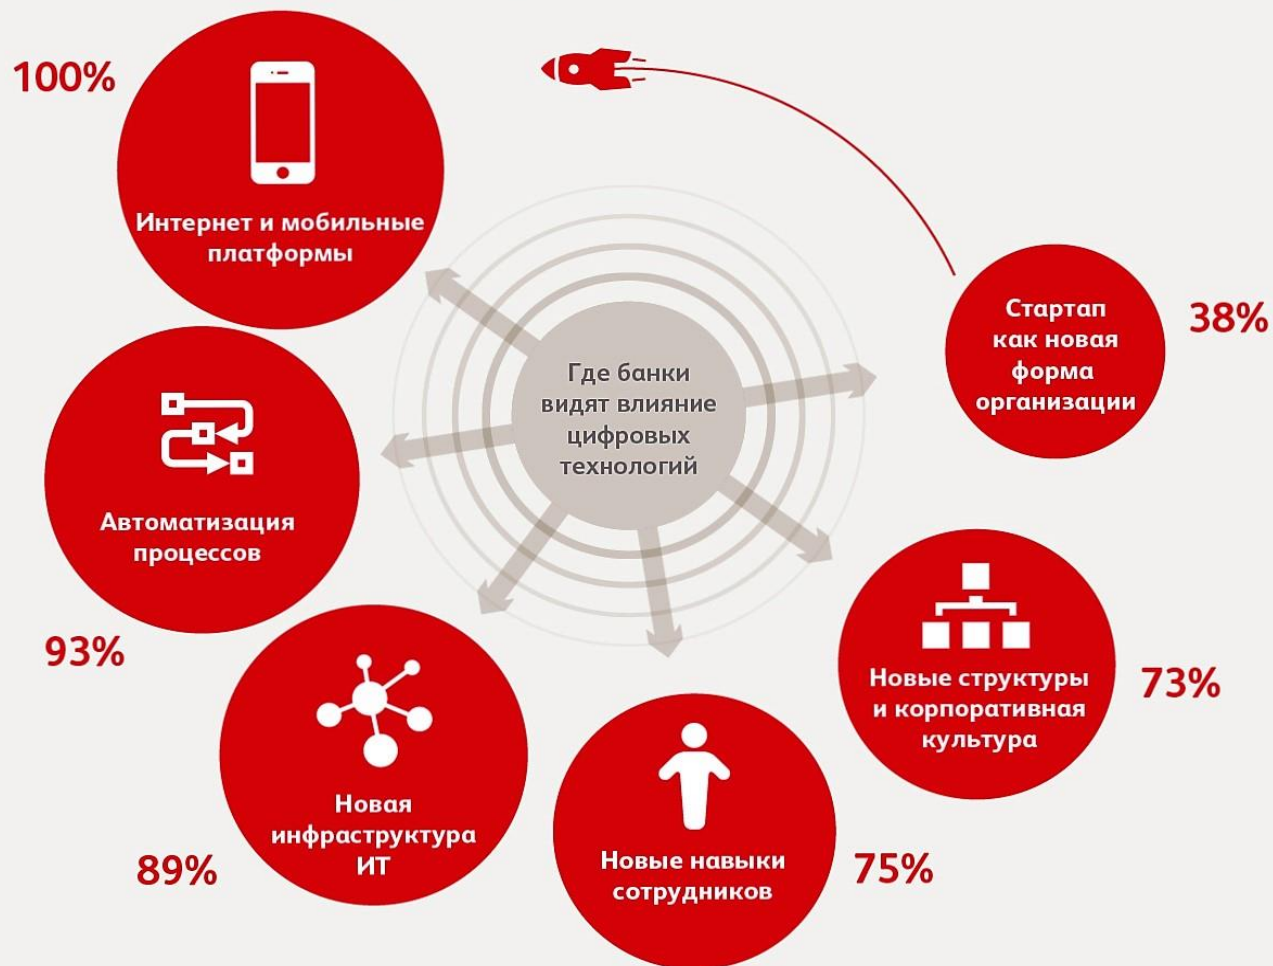 100%
Интернет и мобильные
платформы
Автоматизация
процессов
93%
Новая
инфраструктура
ИТ
89%
Новые навыки
сотрудников
75%
Новые структуры
и корпоративная
культура
73%
Стартап
как новая
форма
организации
38%
Где банки
видят влияние
цифровых
технологий